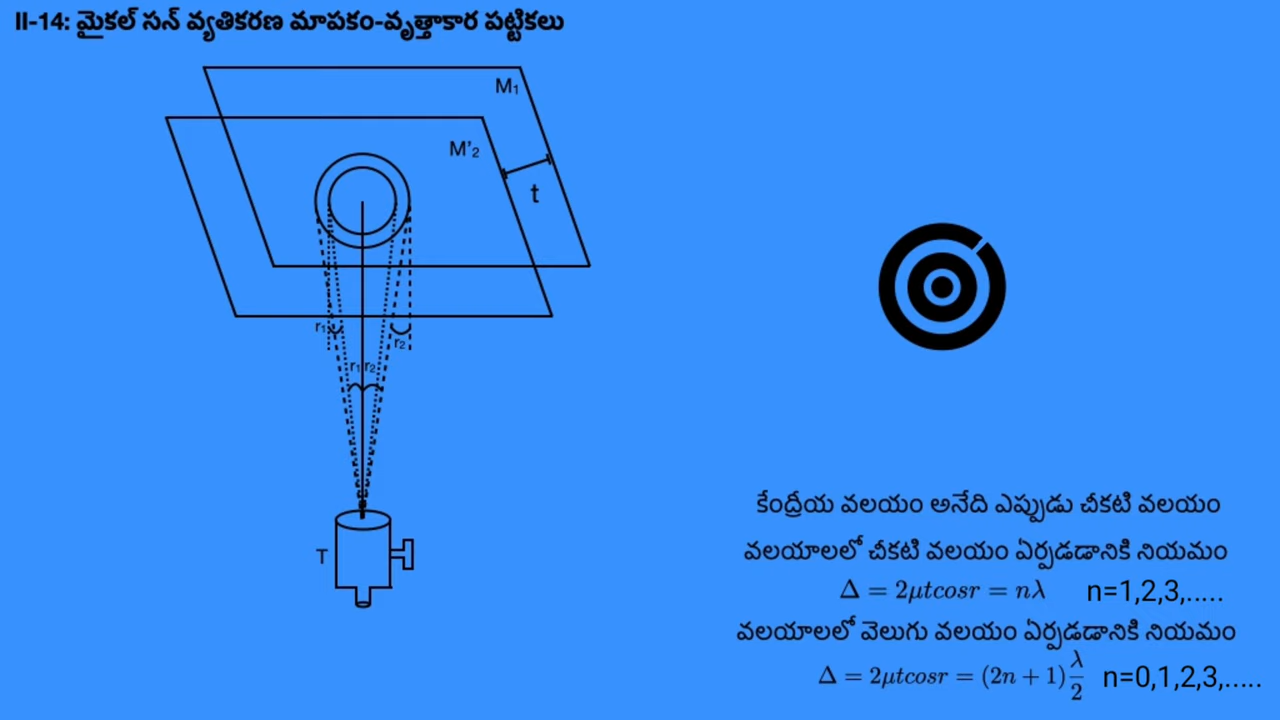 II-14: మైకల్ సన్ వ్యతికరణ మాపకం-వృత్తాకార పట్టికలు
M₁
M'₂
t
r₁
r₂
r₁ r₂
T
కేంద్రీయ వలయం అనేది ఎప్పుడు చీకటి వలయం
వలయాలలో చీకటి వలయం ఏర్పడడానికి నియమం
Δ = 2μtcosr = nλ n=1,2,3,.....
వలయాలలో వెలుగు వలయం ఏర్పడడానికి నియమం
Δ = 2μtcosr = (2n + 1)λ/2 n=0,1,2,3,.....